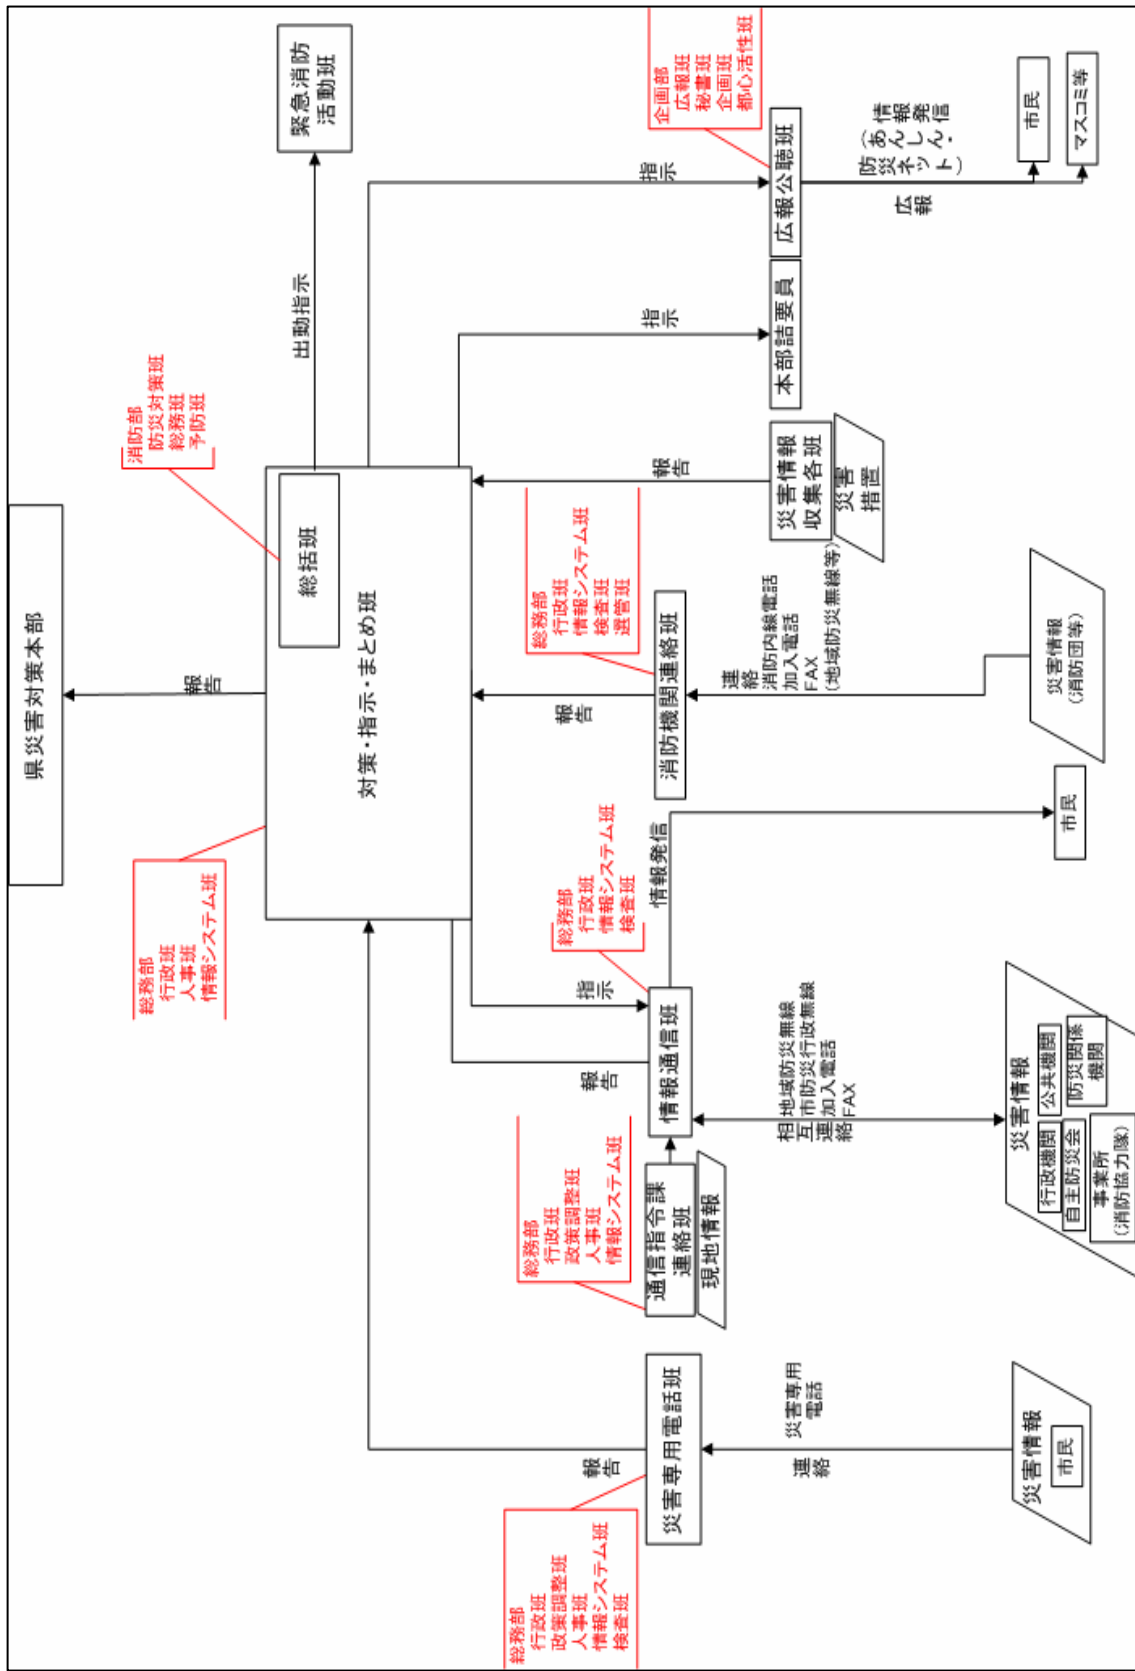 県災害対策本部
報告
総務部
行政班
人事班
情報システム班
消防部
防災対策班
総務班
予防班
対策・指示・まとめ班
総括班
出動指示
緊急消防
活動班
総務部
行政班
政策調整班
人事班
情報システム班
検査班
報告
災害専用電話班
連絡
災害専用
電話
災害情報
市民
総務部
行政班
政策調整班
人事班
情報システム班
通信指令課
連絡班
現地情報
報告
指示
総務部
行政班
情報システム班
検査班
情報通信班
相互連絡
地域防災無線
市防災行政無線
加入電話
FAX
災害情報
行政機関
公共機関
自主防災会
防災関係
機関
事業所
(消防協力隊)
情報発信
市民
総務部
行政班
情報システム班
検査班
選管班
報告
消防機関連絡班
連絡
消防内線電話
加入電話
FAX
(地域防災無線等)
災害情報
(消防団等)
報告
災害情報
収集各班
災害
措置
指示
本部詰要員
指示
企画部
広報班
秘書班
企画班
都心活性班
広報公聴班
広報
情報発信
(あんしん・
防災ネット)
市民
マスコミ等